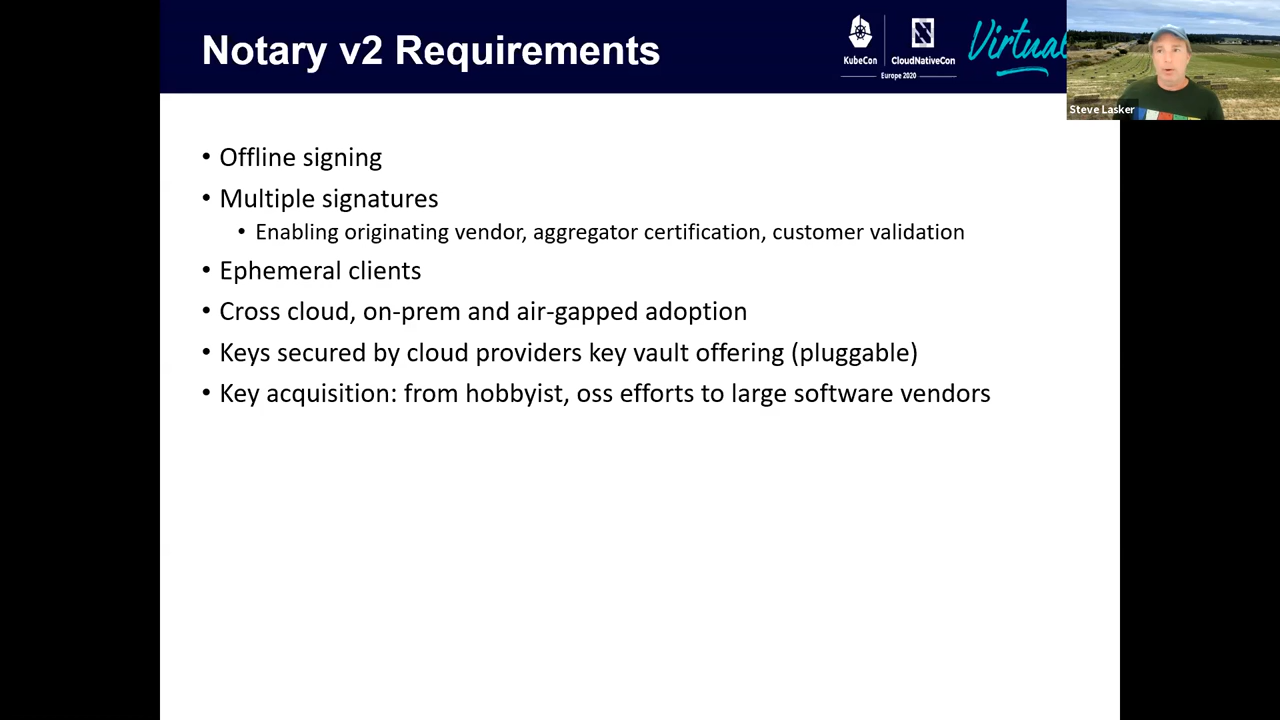 Notary v2 Requirements
KubeCon
CloudNativeCon
Europe 2020
Virtual
Steve Lasker
• Offline signing
• Multiple signatures
• Enabling originating vendor, aggregator certification, customer validation
• Ephemeral clients
• Cross cloud, on-prem and air-gapped adoption
• Keys secured by cloud providers key vault offering (pluggable)
• Key acquisition: from hobbyist, oss efforts to large software vendors